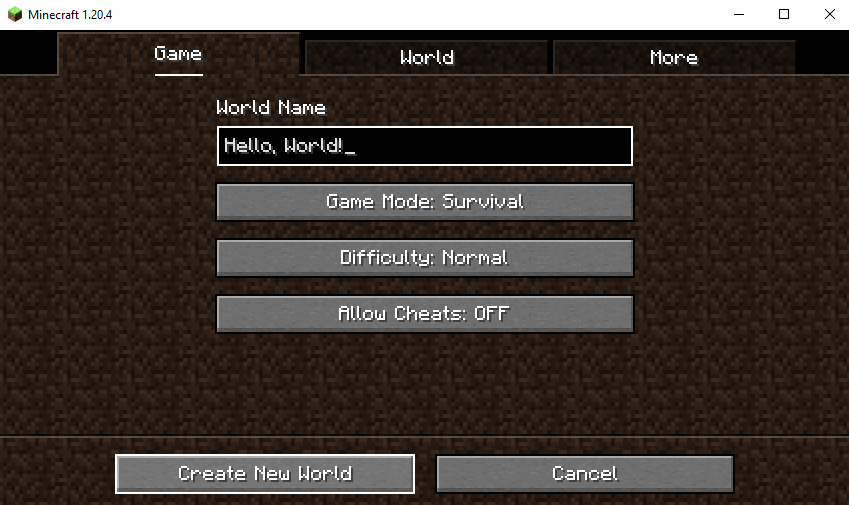 Minecraft 1.20.4
Game World More
World Name
Hello, World!_
Game Mode: Survival
Difficulty: Normal
Allow Cheats: OFF
Create New World Cancel